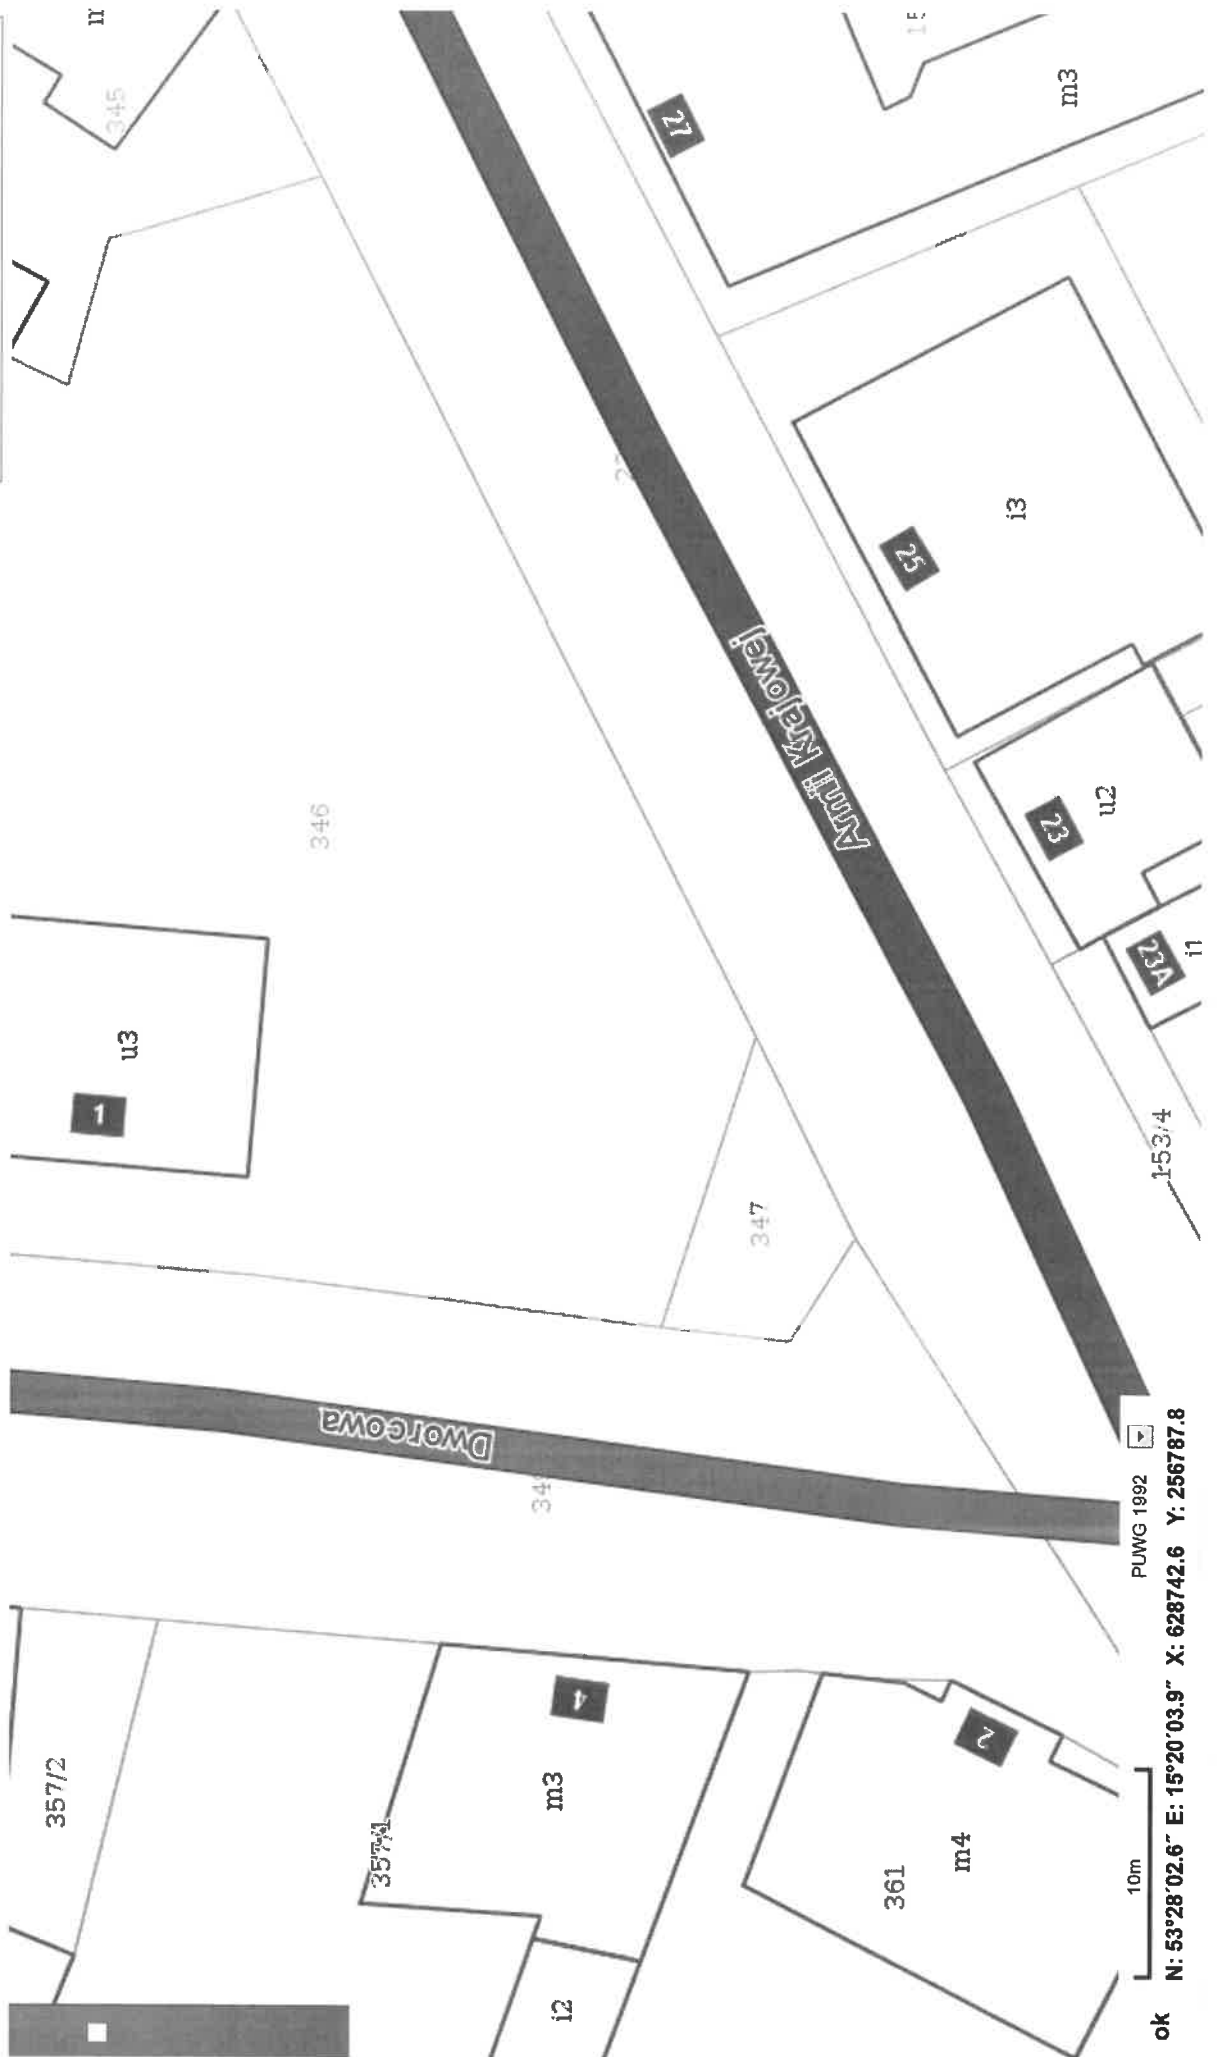 357/2
357/1
m3
4
i2
361
m4
2
Dworcowa
1
u3
346
347
345
Armii Krajowej
27
m3
25
i3
23
u2
23A
i1
153/4
10m
PUWG 1992
ok N: 53°28′02.6″ E: 15°20′03.9″ X: 628742.6 Y: 256787.8